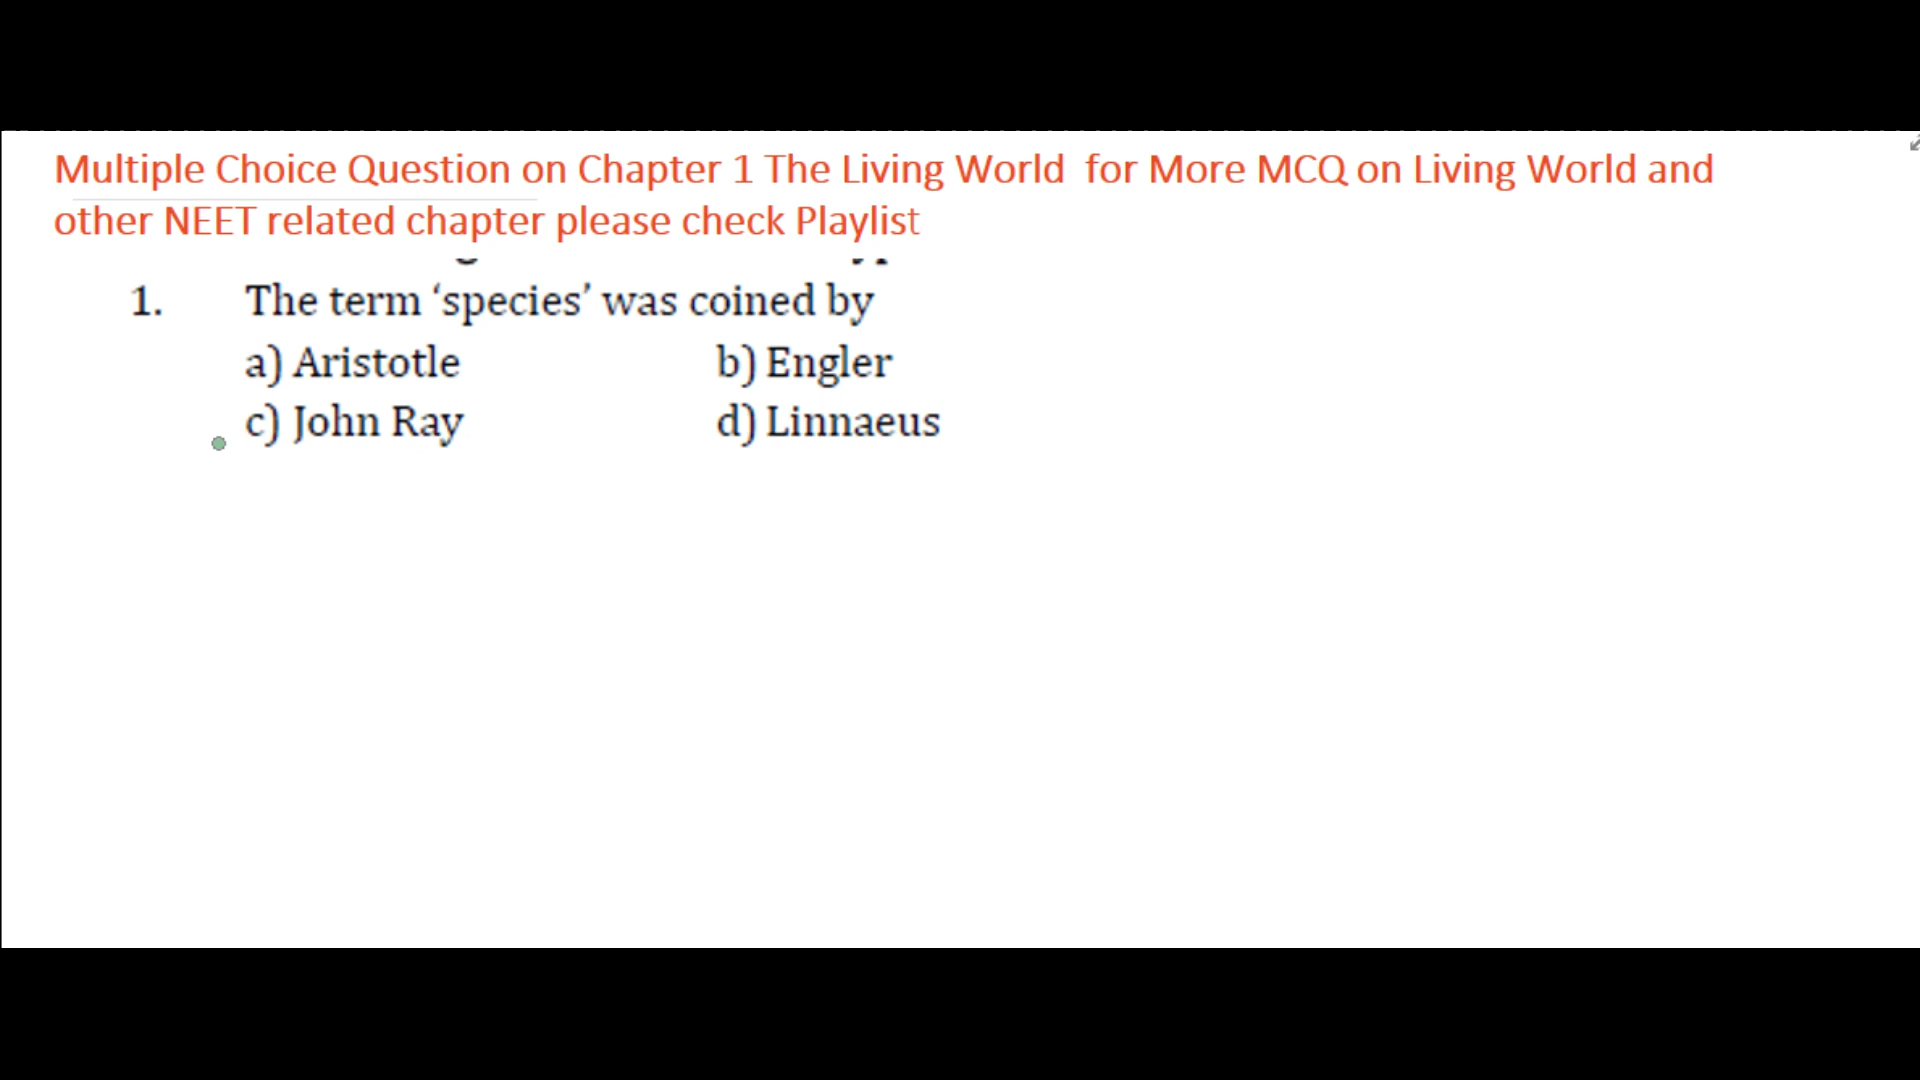 Multiple Choice Question on Chapter 1 The Living World  for More MCQ on Living World and
other NEET related chapter please check Playlist
1. The term ‘species’ was coined by
a) Aristotle b) Engler
c) John Ray d) Linnaeus